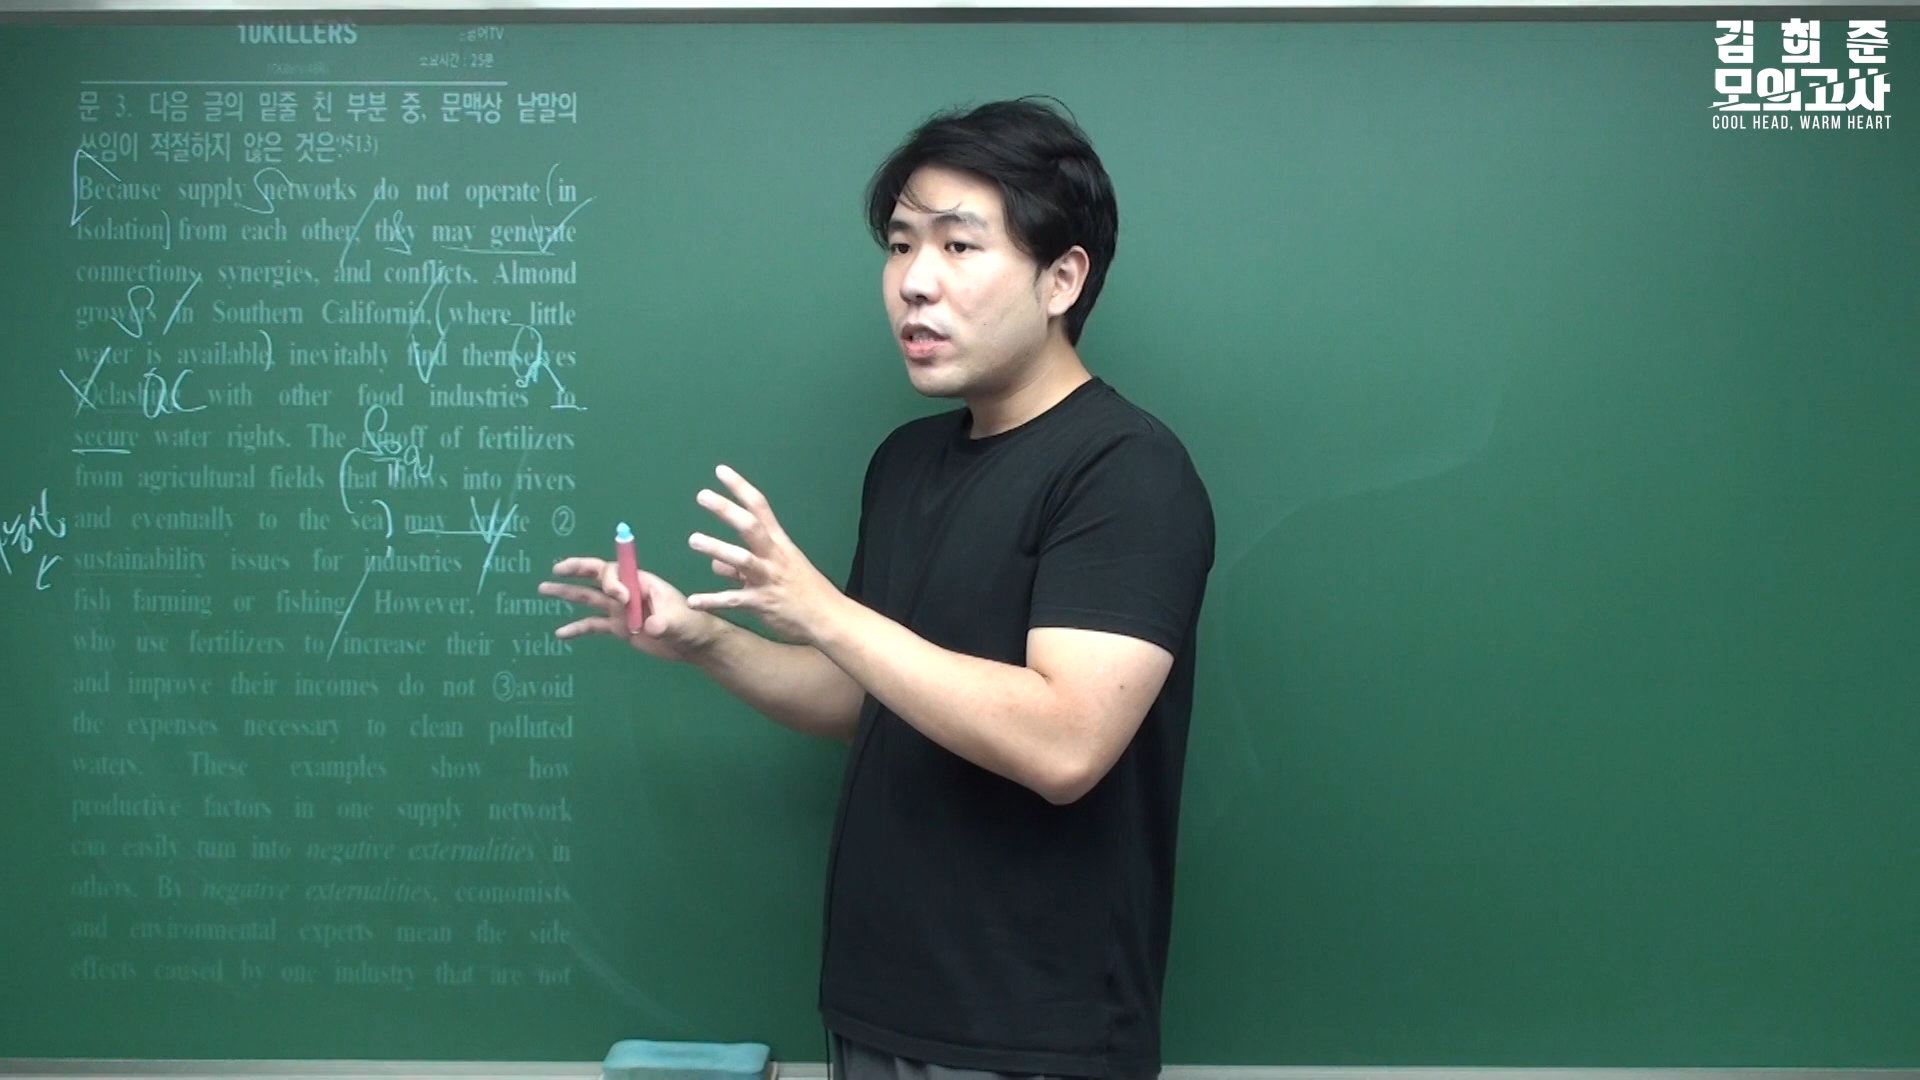 10KILLERS
소요시간 : 25분
김희준
모의고사
COOL HEAD, WARM HEART
문 3. 다음 글의 밑줄 친 부분 중, 문맥상 낱말의
쓰임이 적절하지 않은 것은?
Because supply networks do not operate in
isolation from each other, they may generate
connections, synergies, and conflicts. Almond
growers in Southern California, where little
water is available, inevitably find themselves
clashing with other food industries to
secure water rights. The runoff of fertilizers
from agricultural fields that flows into rivers
and eventually to the sea may create ②
sustainability issues for industries such
fish farming or fishing. However, farmers
who use fertilizers to increase their yields
and improve their incomes do not ③avoid
the expenses necessary to clean polluted
waters. These examples show how
productive factors in one supply network
can easily turn into negative externalities in
others. By negative externalities, economists
and environmental experts mean the side
effects caused by one industry that are not